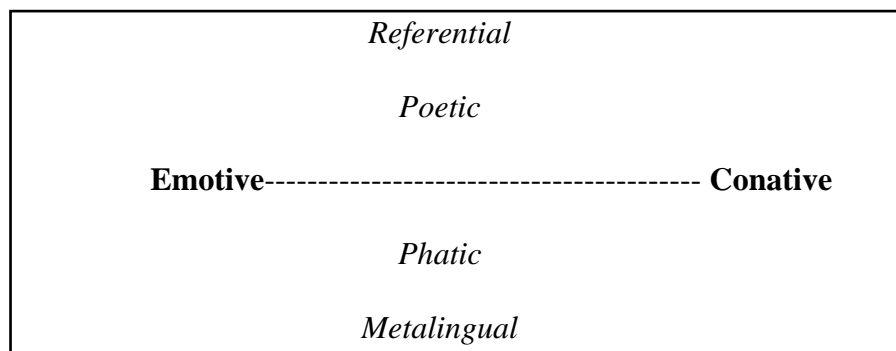 Referential
Poetic
Emotive----------------------------------------- Conative
Phatic
Metalingual